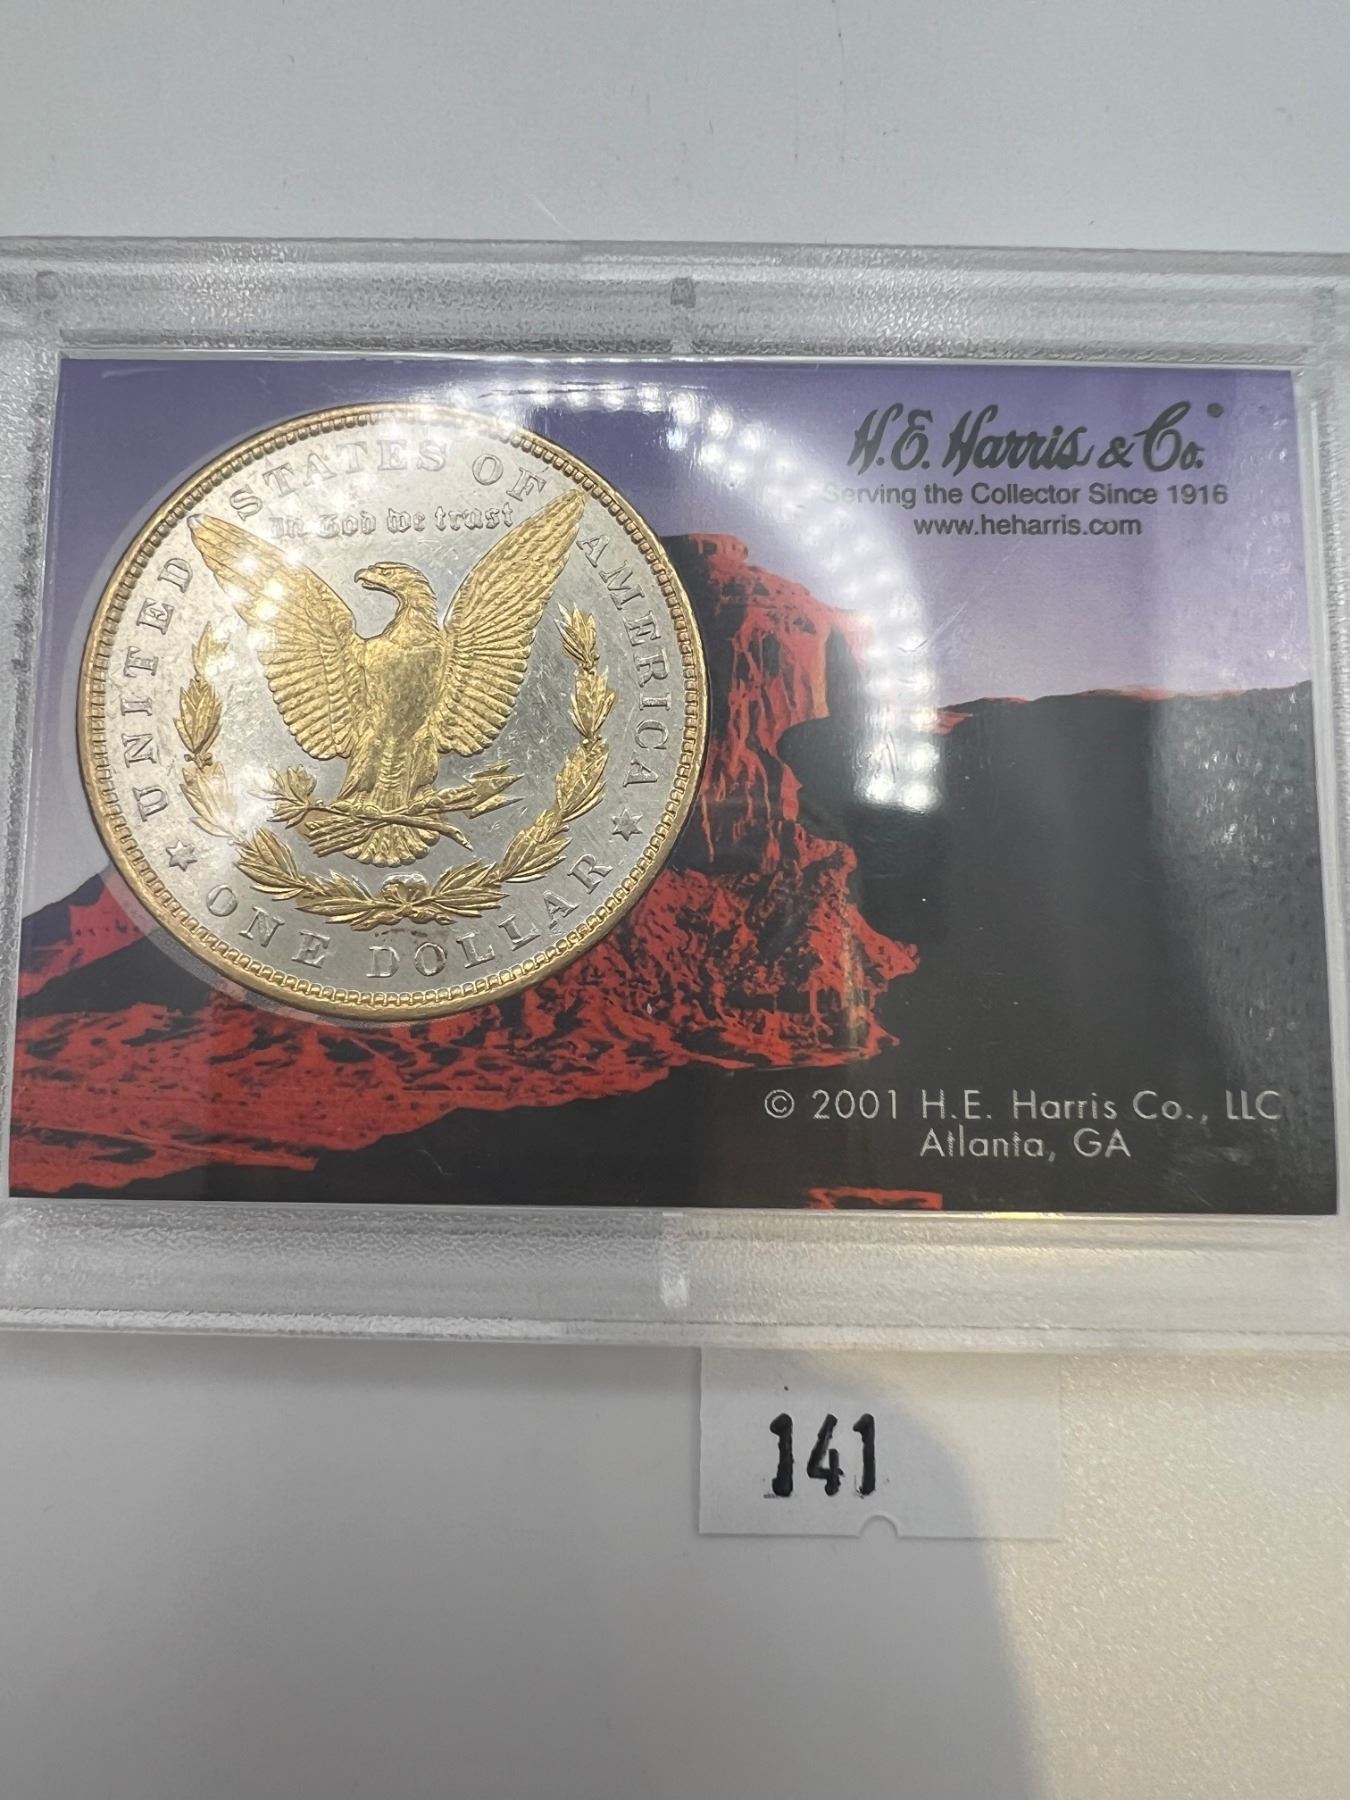 UNITED STATES OF AMERICA
In God we trust
ONE DOLLAR
H.E. Harris & Co.®
Serving the Collector Since 1916
www.heharris.com
© 2001 H.E. Harris Co., LLC
Atlanta, GA
141